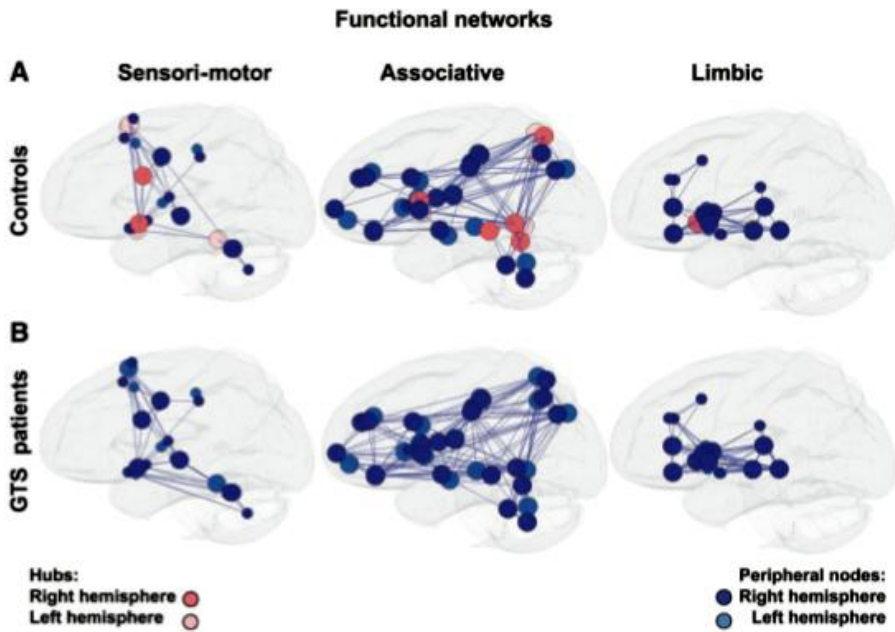 Functional networks
A
Sensori-motor
Associative
Limbic
Controls
B
GTS patients
Hubs:
Right hemisphere
Left hemisphere
Peripheral nodes:
Right hemisphere
Left hemisphere